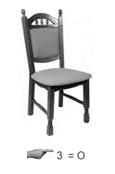 3 = O